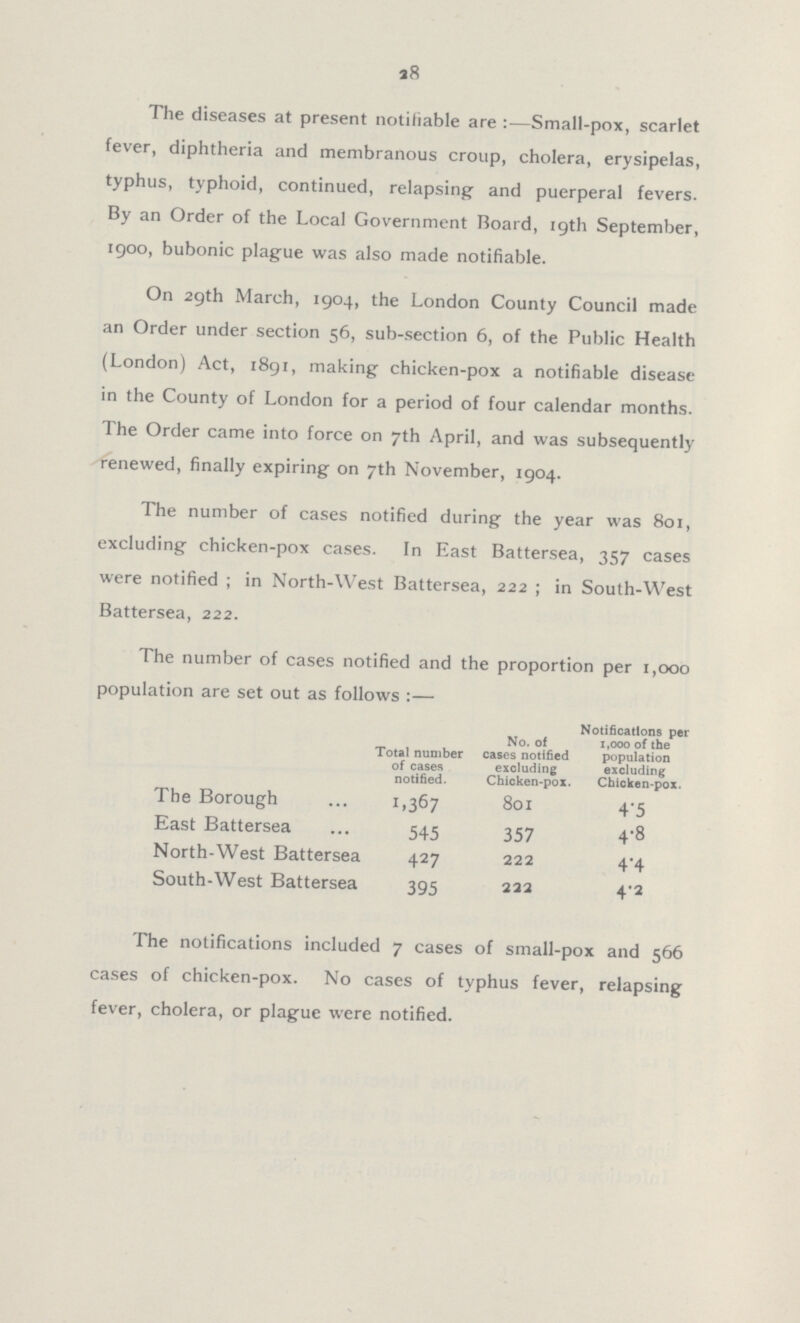 28
The diseases at present notifiable are :—Small-pox, scarlet
fever, diphtheria and membranous croup, cholera, erysipelas,
typhus, typhoid, continued, relapsing and puerperal fevers.
By an Order of the Local Government Board, 19th September,
1900, bubonic plague was also made notifiable.
On 29th March, 1904, the London County Council made
an Order under section 56, sub-section 6, of the Public Health
(London) Act, 1891, making chicken-pox a notifiable disease
in the County of London for a period of four calendar months.
The Order came into force on 7th April, and was subsequently
renewed, finally expiring on 7th November, 1904.
The number of cases notified during the year was 801,
excluding chicken-pox cases. In East Battersea, 357 cases
were notified ; in North-West Battersea, 222 ; in South-West
Battersea, 222.
The number of cases notified and the proportion per 1,000
population are set out as follows :—
Total number of cases notified. No. of cases notified excluding Chicken-pox. Notifications per 1,000 of the population excluding Chicken-pox.
The Borough ... 1,367 801 4·5
East Battersea ... 545 357 4·8
North-West Battersea 427 222 4·4
South-West Battersea 395 222 4·2
The notifications included 7 cases of small-pox and 566
cases of chicken-pox. No cases of typhus fever, relapsing
fever, cholera, or plague were notified.